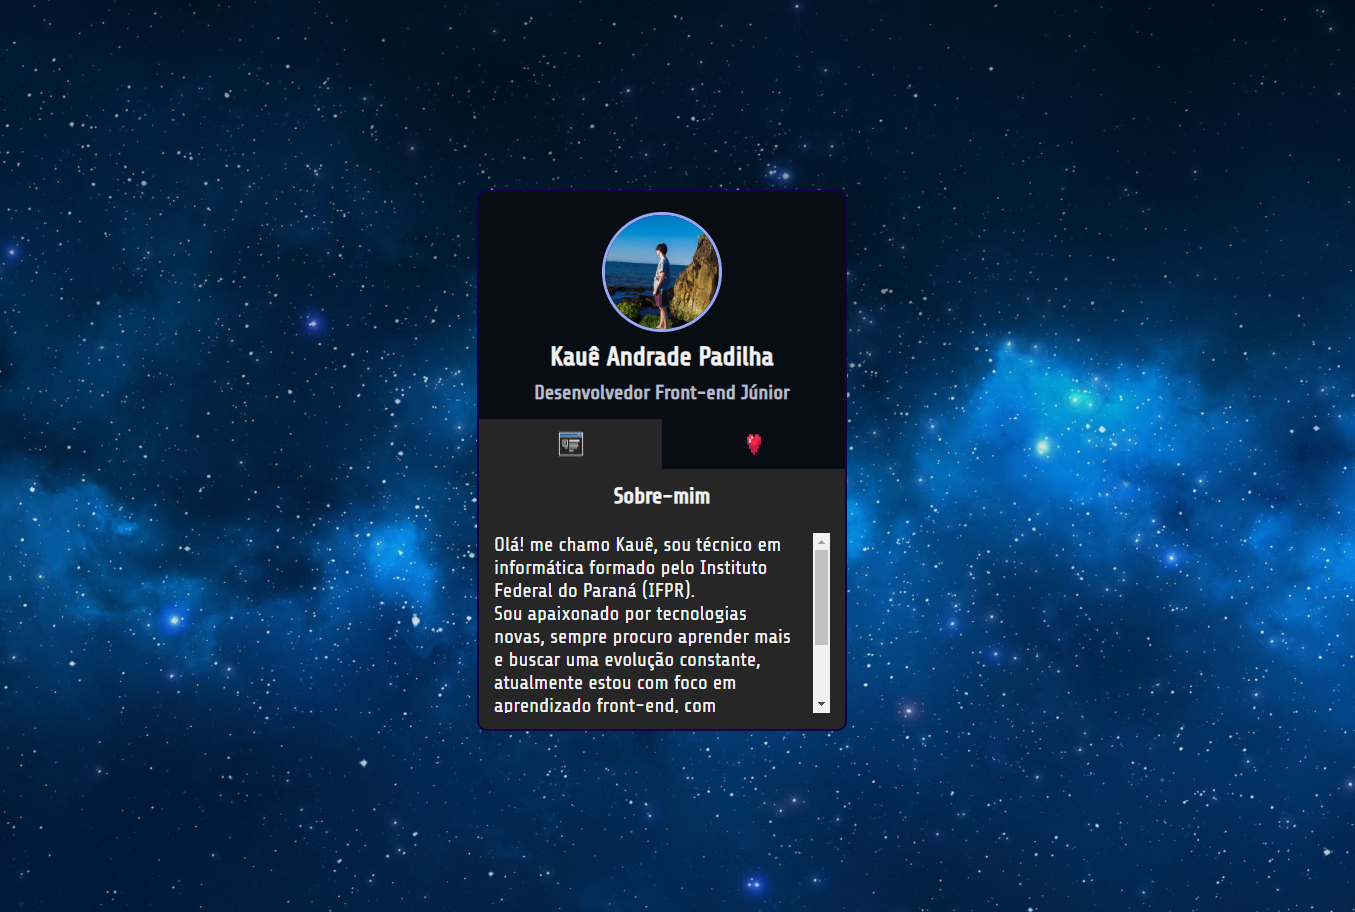 Kauê Andrade Padilha
Desenvolvedor Front-end Júnior
Sobre-mim
Olá! me chamo Kauê, sou técnico em
informática formado pelo Instituto
Federal do Paraná (IFPR).
Sou apaixonado por tecnologias
novas, sempre procuro aprender mais
e buscar uma evolução constante,
atualmente estou com foco em
aprendizado front-end, com